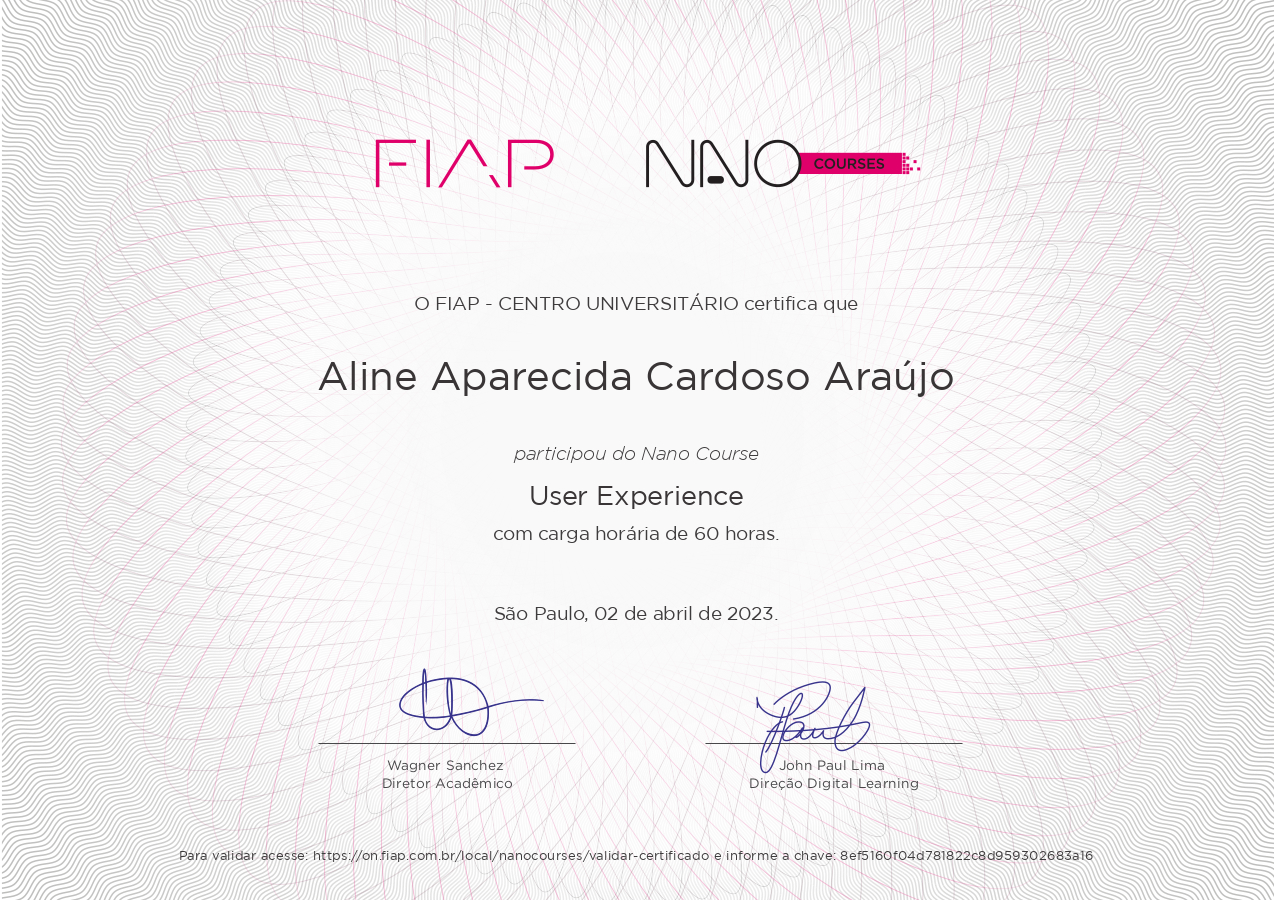 FIAP NANO COURSES
O FIAP - CENTRO UNIVERSITÁRIO certifica que
Aline Aparecida Cardoso Araújo
participou do Nano Course
User Experience
com carga horária de 60 horas.
São Paulo, 02 de abril de 2023.
Wagner Sanchez
Diretor Acadêmico
John Paul Lima
Direção Digital Learning
Para validar acesse: https://on.fiap.com.br/local/nanocourses/validar-certificado e informe a chave: 8ef5160f04d781822c8d959302683a16